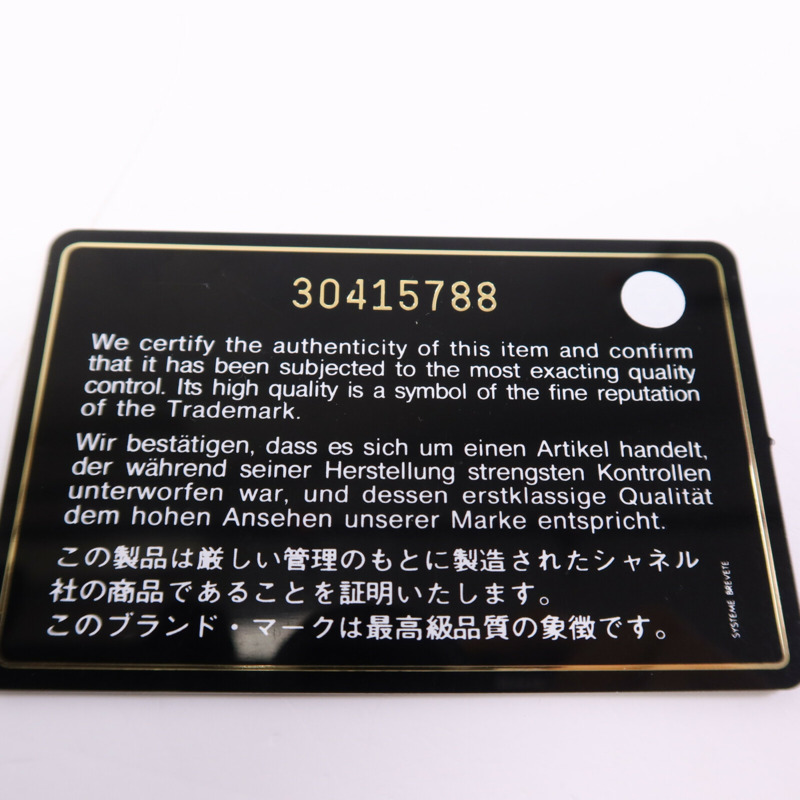 30415788
We certify the authenticity of this item and confirm
that it has been subjected to the most exacting quality
control. Its high quality is a symbol of the fine reputation
of the Trademark.
Wir bestätigen, dass es sich um einen Artikel handelt,
der während seiner Herstellung strengsten Kontrollen
unterworfen war, und dessen erstklassige Qualität
dem hohen Ansehen unserer Marke entspricht.
この製品は厳しい管理のもとに製造されたシャネル
社の商品であることを証明いたします。
このブランド・マークは最高級品質の象徴です。
SYSTEME BREVETE